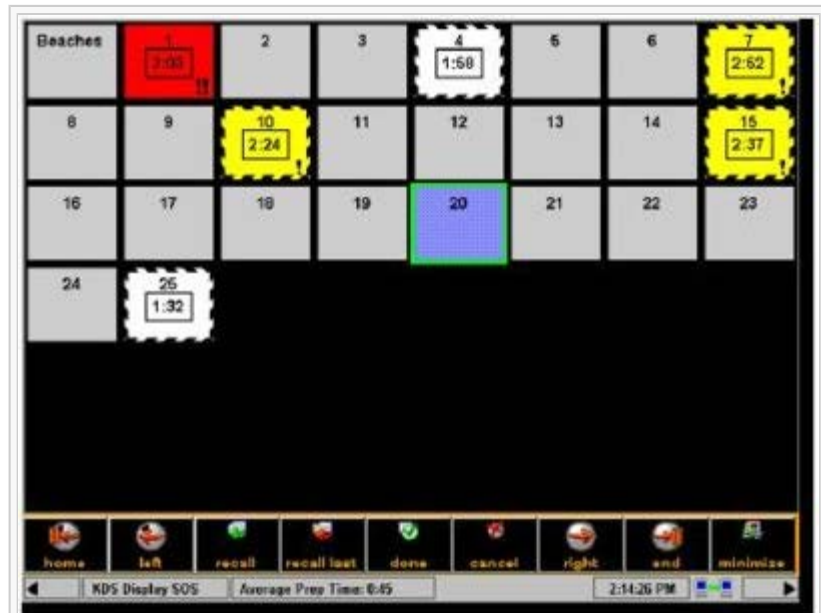 Beaches 1 2 3 4 5 6 7
1:58 2:52
!! !
8 9 10 11 12 13 14 15
2:24 2:37
! !
16 17 18 19 20 21 22 23
24 25
1:32
home left recall recall last done cancel right end minimize
KDS Display SOS Average Prep Time: 0:45 2:14:26 PM